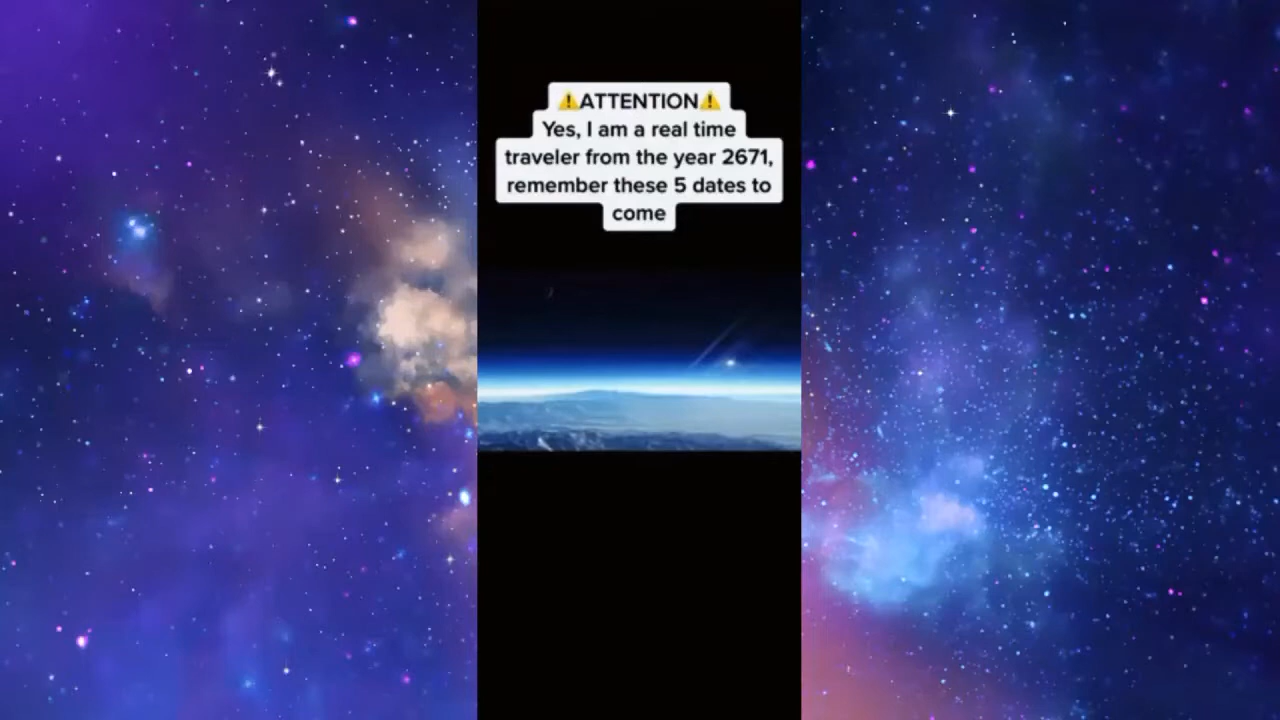 ⚠️ATTENTION⚠️
Yes, I am a real time
traveler from the year 2671,
remember these 5 dates to
come